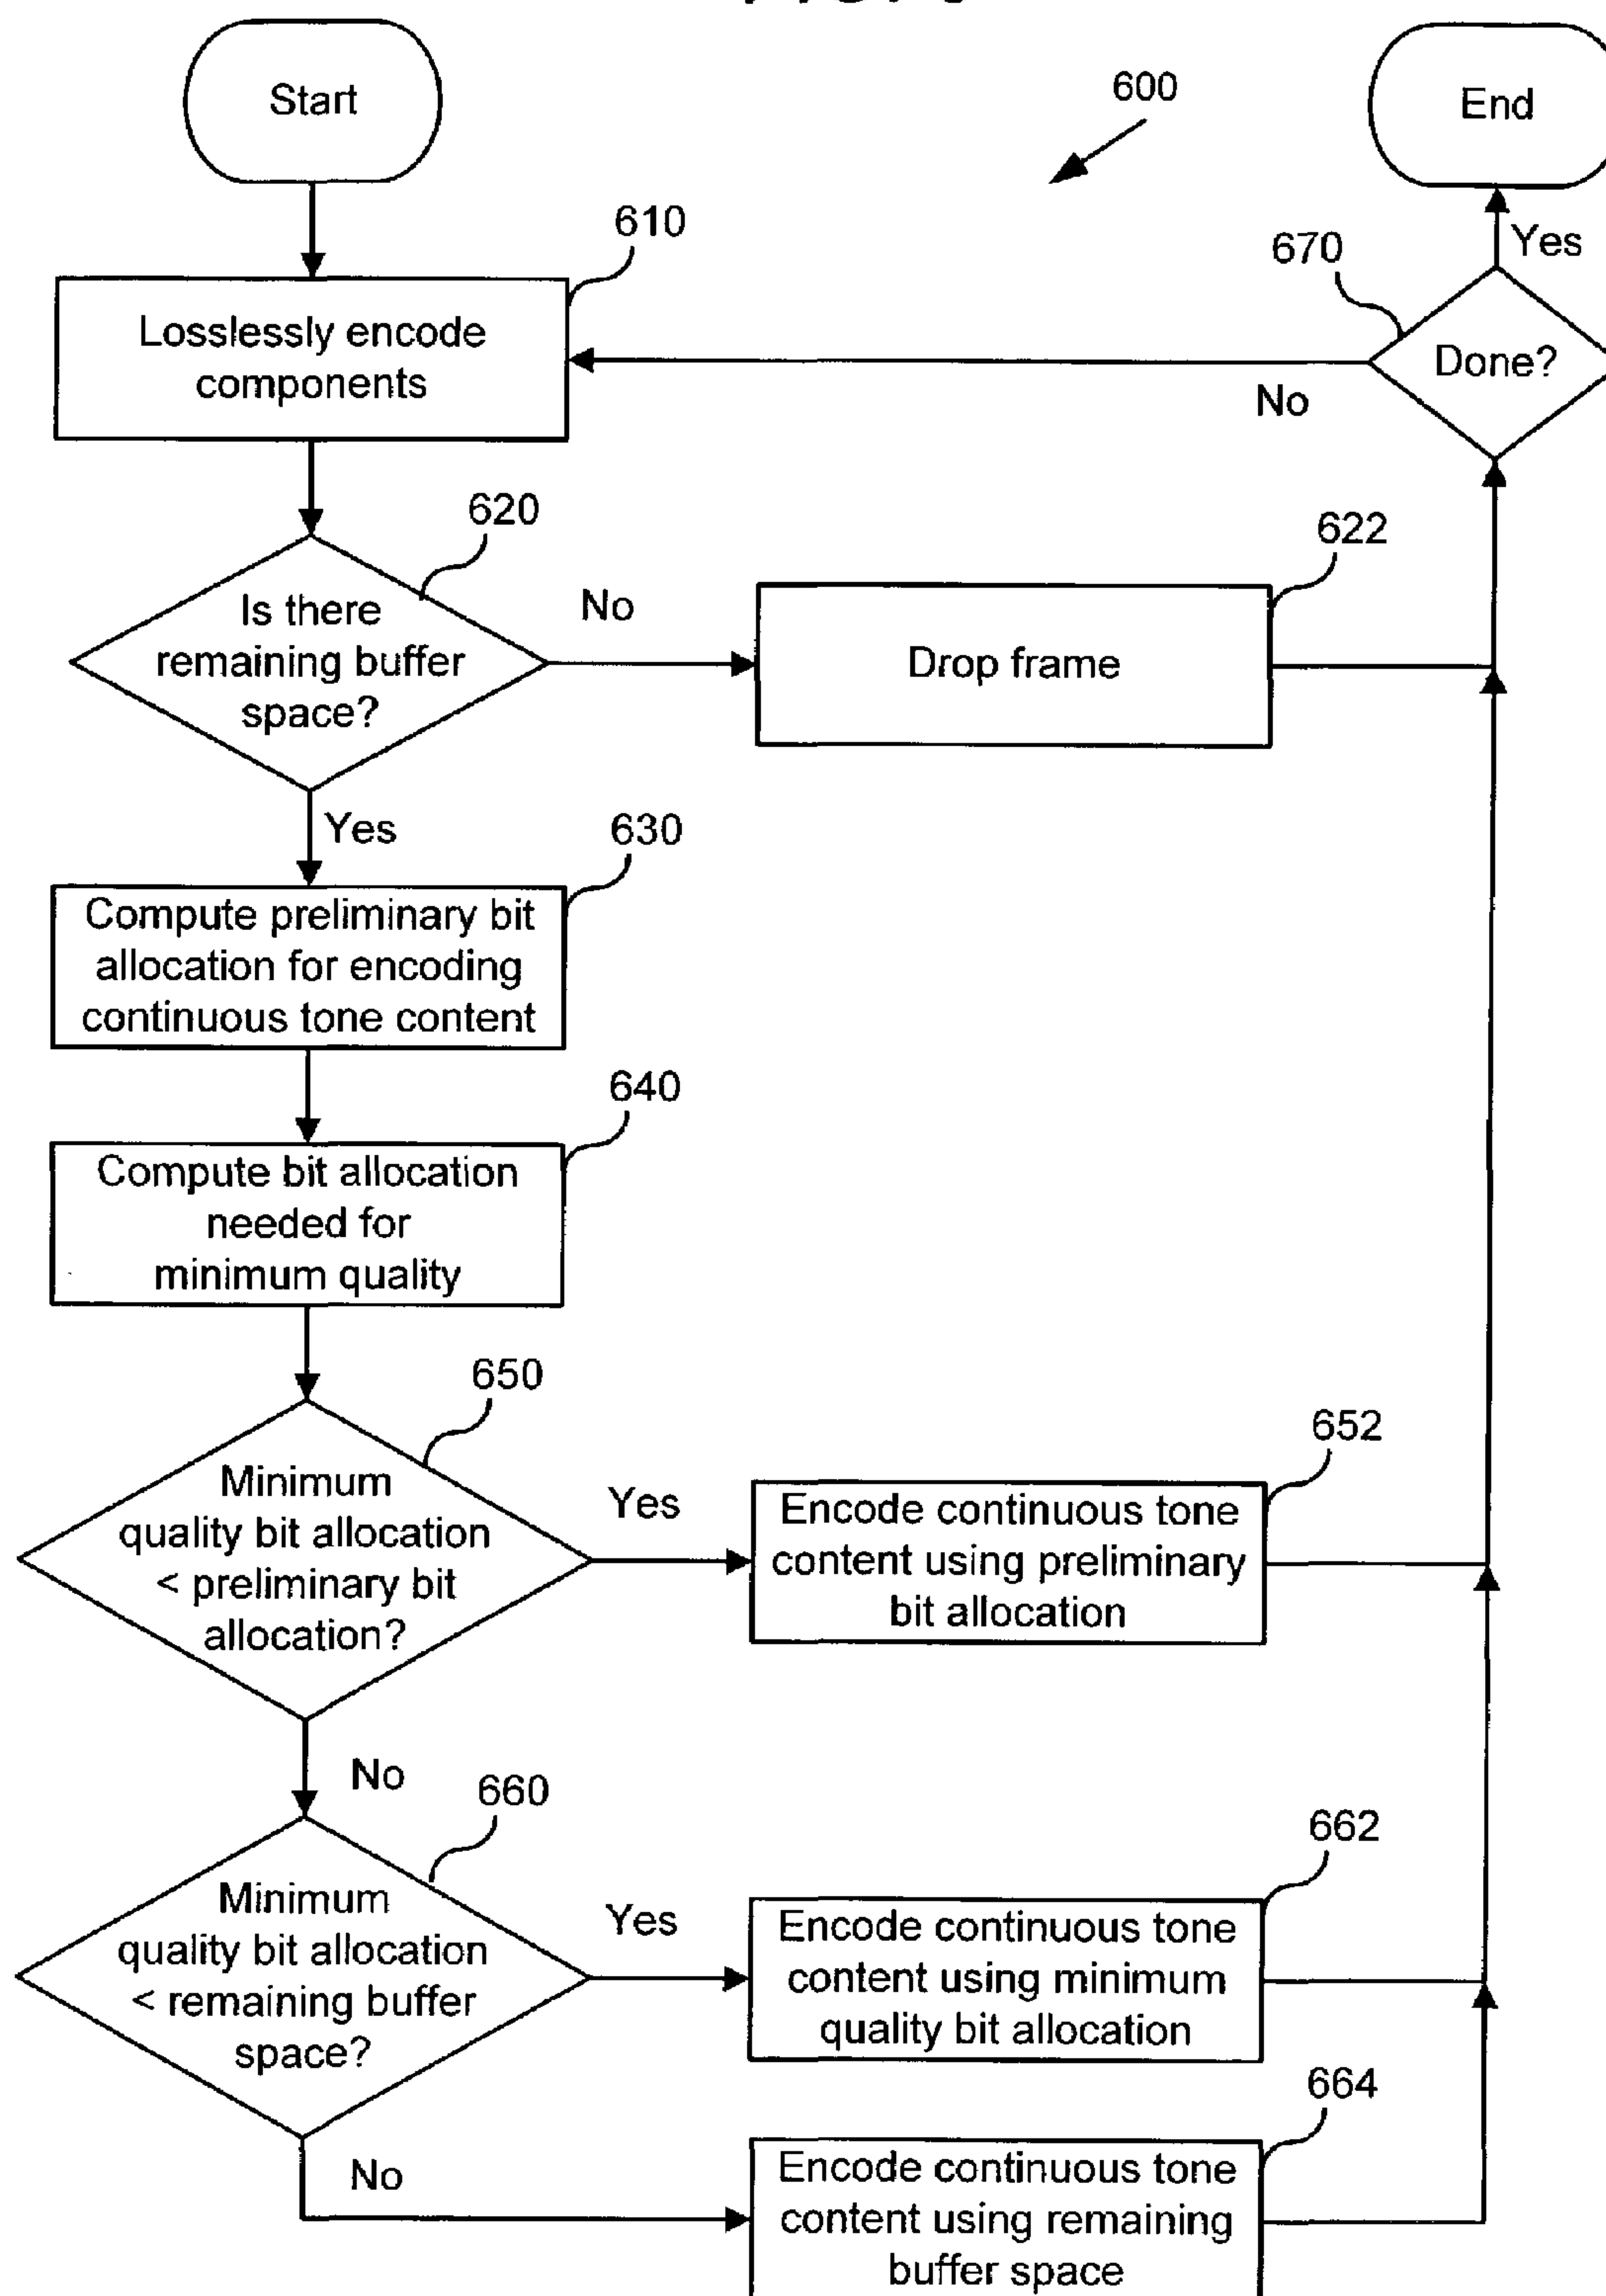 Start
600
End
610
670
Yes
Losslessly encode
components
Done?
No
620
622
Is there
remaining buffer
space?
No
Drop frame
Yes
630
Compute preliminary bit
allocation for encoding
continuous tone content
640
Compute bit allocation
needed for
minimum quality
650
652
Minimum
quality bit allocation
< preliminary bit
allocation?
Yes
Encode continuous tone
content using preliminary
bit allocation
No
660
662
Minimum
quality bit allocation
< remaining buffer
space?
Yes
Encode continuous tone
content using minimum
quality bit allocation
664
No
Encode continuous tone
content using remaining
buffer space